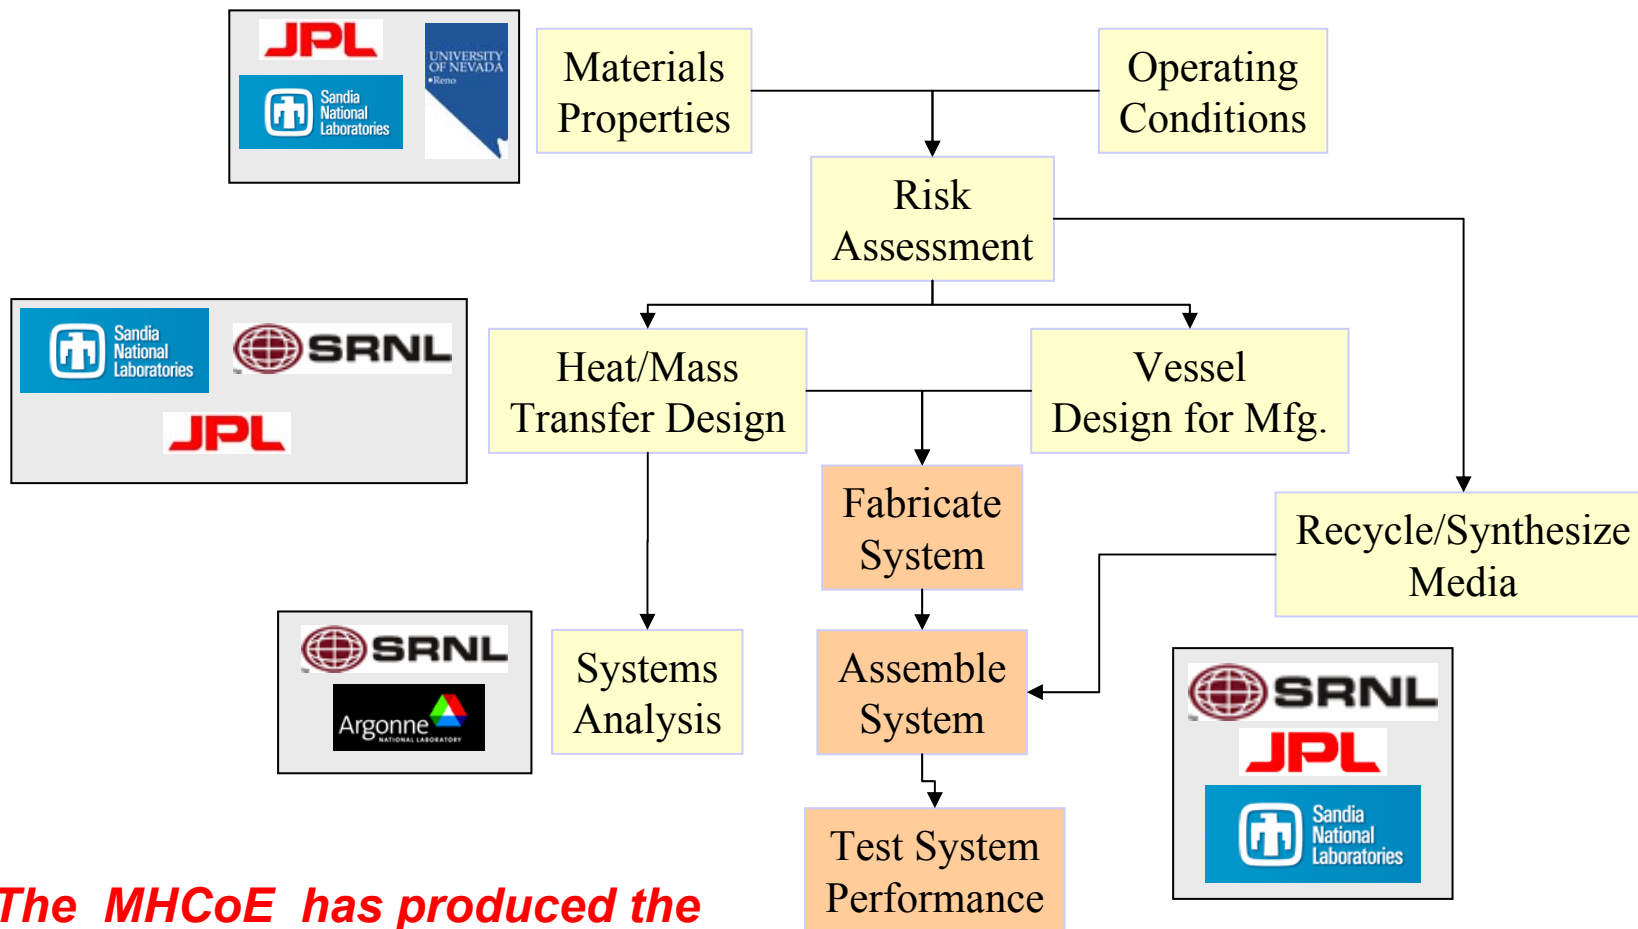 JPL
UNIVERSITY
OF NEVADA
•Reno
Sandia
National
Laboratories
Materials
Properties
Operating
Conditions
Risk
Assessment
Sandia
National
Laboratories
SRNL
JPL
Heat/Mass
Transfer Design
Vessel
Design for Mfg.
Fabricate
System
Recycle/Synthesize
Media
SRNL
Argonne
NATIONAL LABORATORY
Systems
Analysis
Assemble
System
SRNL
JPL
Sandia
National
Laboratories
Test System
Performance
The MHCoE has produced the